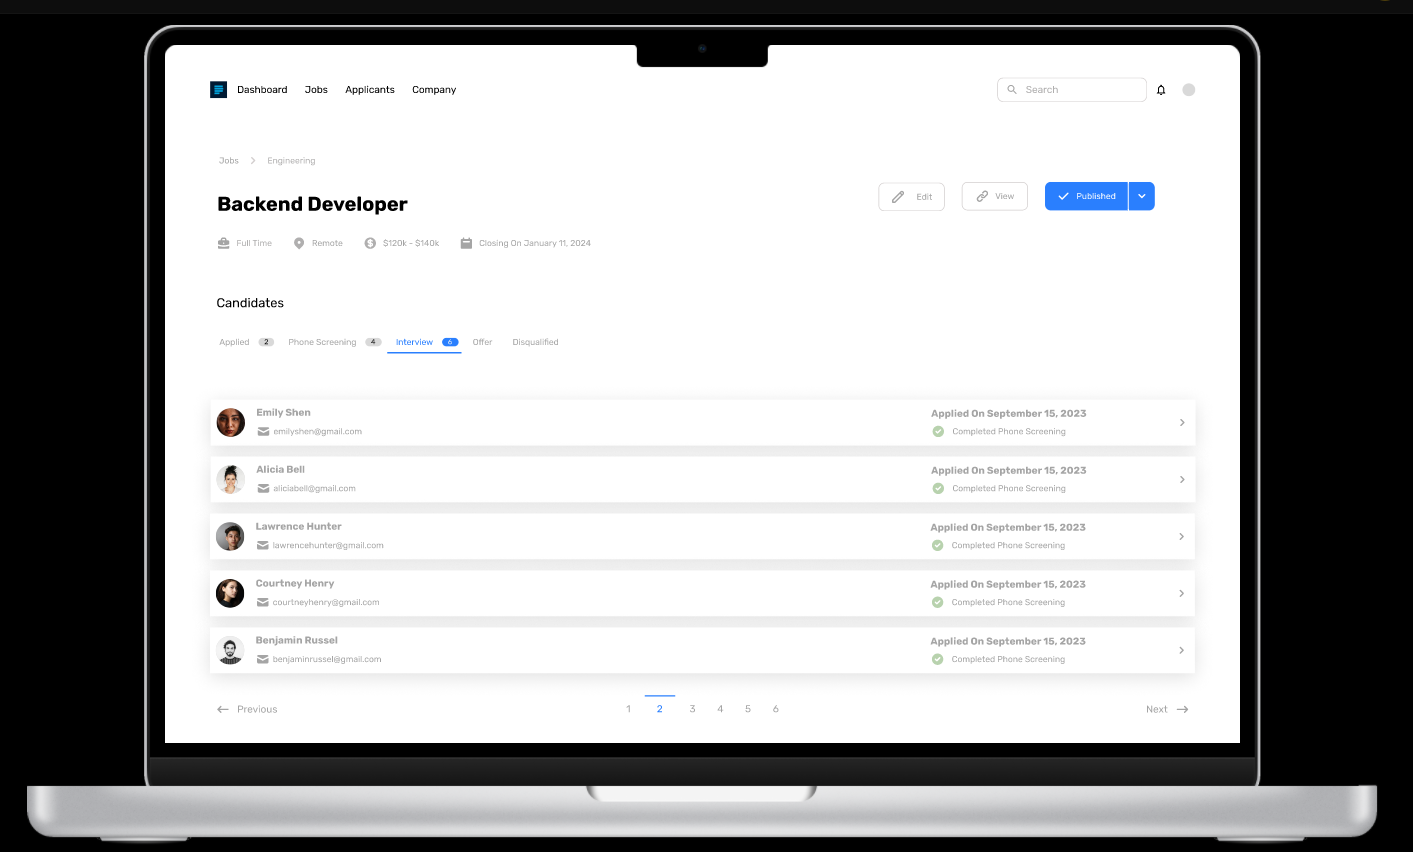 Dashboard Jobs Applicants Company Search
Jobs Engineering
Backend Developer
Edit View Published
Full Time Remote $120k - $140k Closing On January 11, 2024
Candidates
Applied 2 Phone Screening 4 Interview 6 Offer Disqualified
Emily Shen Applied On September 15, 2023
emilyshen@gmail.com Completed Phone Screening
Alicia Bell Applied On September 15, 2023
aliciabell@gmail.com Completed Phone Screening
Lawrence Hunter Applied On September 15, 2023
lawrencehunter@gmail.com Completed Phone Screening
Courtney Henry Applied On September 15, 2023
courtneyhenry@gmail.com Completed Phone Screening
Benjamin Russel Applied On September 15, 2023
benjaminrussel@gmail.com Completed Phone Screening
Previous 1 2 3 4 5 6 Next